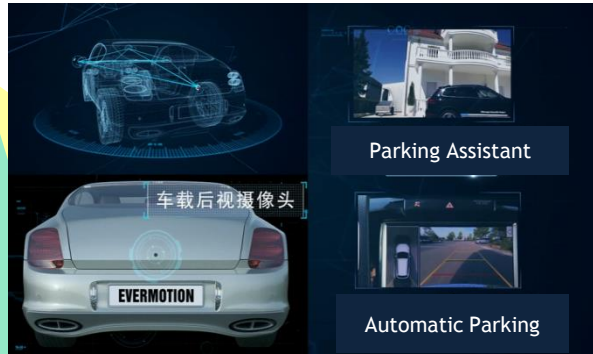 Parking Assistant
车载后视摄像头
EVERMOTION
Automatic Parking